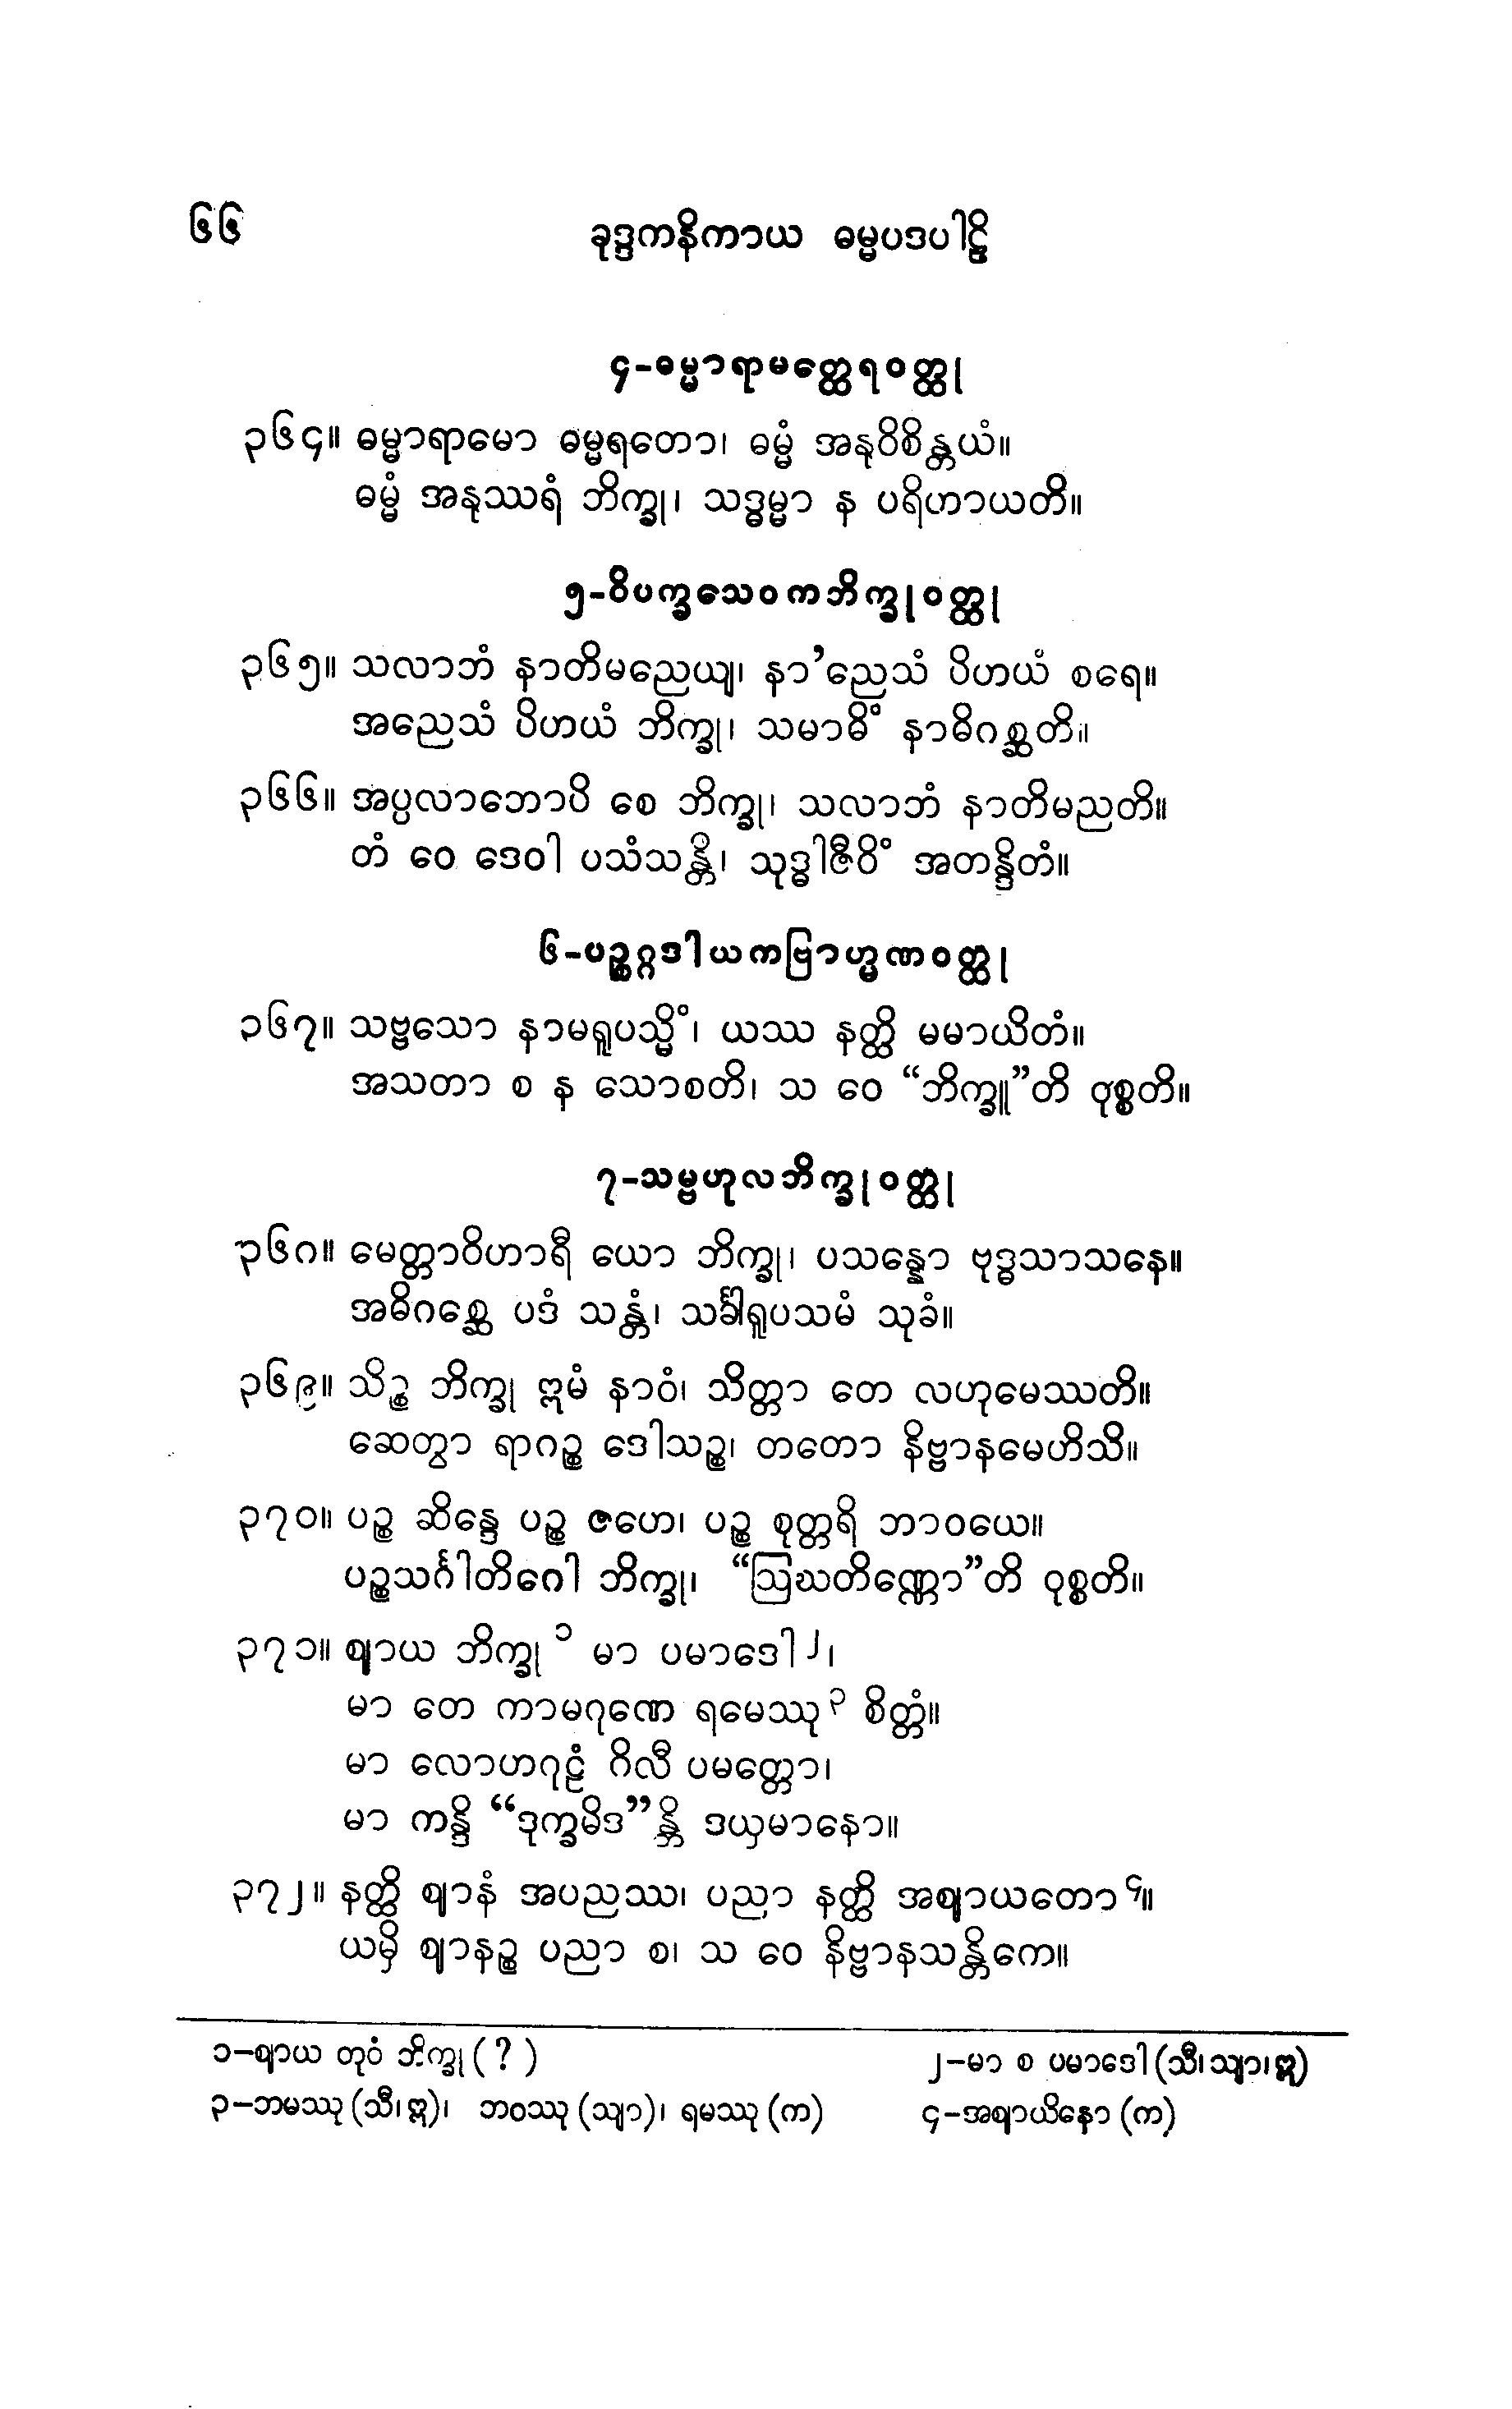 ၆၆ ခုဒ္ဒကနိကာယ ဓမ္မပဒပါဠိ
၄-ဓမ္မာရာမတ္ထေရဝတ္ထု
၃၆၄။ ဓမ္မာရာမော ဓမ္မရတော၊ ဓမ္မံ အနုဝိစိန္တယံ။
ဓမ္မံ အနုဿရံ ဘိက္ခု၊ သဒ္ဓမ္မာ န ပရိဟာယတိ။
၅-ဝိပက္ခသေဝကဘိက္ခုဝတ္ထု
၃၆၅။ သလာဘံ နာတိမညေယျ၊ နာ’ညေသံ ပိဟယံ စရေ။
အညေသံ ပိဟယံ ဘိက္ခု၊ သမာဓိံ နာဓိဂစ္ဆတိ။
၃၆၆။ အပ္ပလာဘောပိ စေ ဘိက္ခု၊ သလာဘံ နာတိမညတိ။
တံ ဝေ ဒေဝါ ပသံသန္တိ၊ သုဒ္ဓါဇီဝိံ အတန္ဒိတံ။
၆-ပဉ္စဂ္ဂဒါယကဗြာဟ္မဏဝတ္ထု
၃၆၇။ သဗ္ဗသော နာမရူပသ္မိံ၊ ယဿ နတ္ထိ မမာယိတံ။
အသတာ စ န သောစတိ၊ သ ဝေ “ဘိက္ခူ”တိ ဝုစ္စတိ။
၇-သမ္ဗဟုလဘိက္ခုဝတ္ထု
၃၆၈။ မေတ္တာဝိဟာရီ ယော ဘိက္ခု၊ ပသန္နော ဗုဒ္ဓသာသနေ။
အဓိဂစ္ဆေ ပဒံ သန္တံ၊ သင်္ခါရူပသမံ သုခံ။
၃၆၉။ သိဉ္စ ဘိက္ခု ဣမံ နာဝံ၊ သိတ္တာ တေ လဟုမေဿတိ။
ဆေတွာ ရာဂဉ္စ ဒေါသဉ္စ၊ တတော နိဗ္ဗာနမေဟိသိ။
၃၇၀။ ပဉ္စ ဆိန္ဒေ ပဉ္စ ဇဟေ၊ ပဉ္စ စုတ္တရိ ဘာဝယေ။
ပဉ္စသင်္ဂါတိဂေါ ဘိက္ခု၊ “ဩဃတိဏ္ဏော”တိ ဝုစ္စတိ။
၃၇၁။ ဈာယ ဘိက္ခု ၁ မာ ပမာဒေါ ၂၊
မာ တေ ကာမဂုဏေ ရမေဿု ၃ စိတ္တံ။
မာ လောဟဂုဠံ ဂိလီ ပမတ္တော၊
မာ ကန္ဒိ “ဒုက္ခမိဒ”န္တိ ဒယှမာနော။
၃၇၂။ နတ္ထိ ဈာနံ အပညဿ၊ ပညာ နတ္ထိ အဈာယတော ၄။
ယမှိ ဈာနဉ္စ ပညာ စ၊ သ ဝေ နိဗ္ဗာနသန္တိကေ။
၁-ဈာယ တုဝံ ဘိက္ခု (?) ၂-မာ စ ပမာဒေါ (သီ၊ သျာ၊ ဣ)
၃-ဘမဿု (သီ၊ ဣ)၊ ဘဝဿု (သျာ)၊ ရမဿု (က) ၄-အဈာယိနော (က)